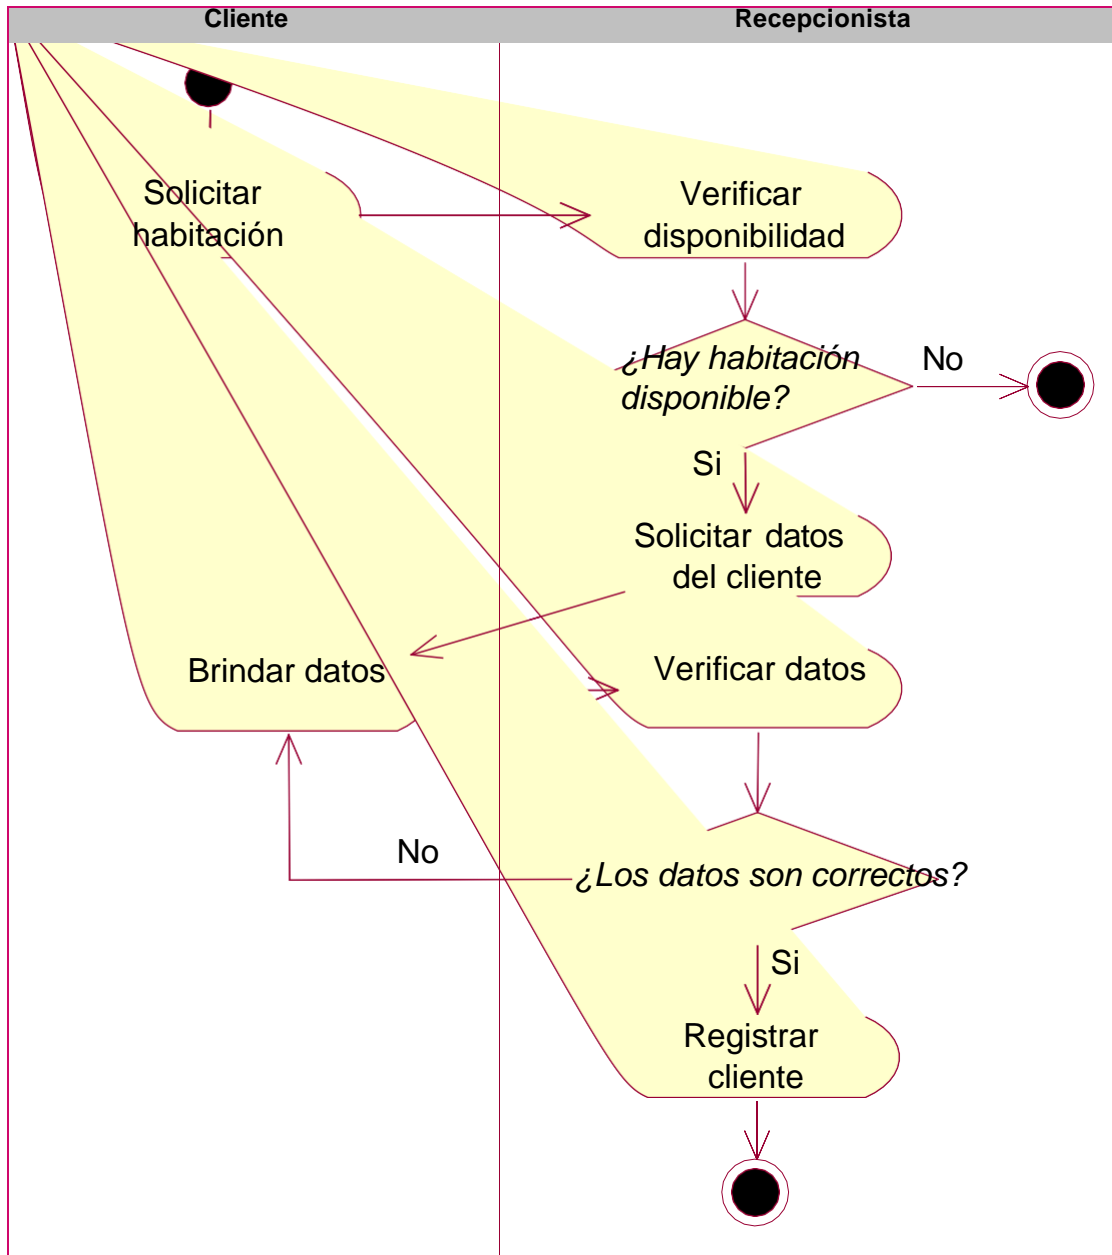 Cliente
Recepcionista
Solicitar
habitación
Verificar
disponibilidad
¿Hay habitación
disponible?
No
Si
Solicitar datos
del cliente
Brindar datos
Verificar datos
No
¿Los datos son correctos?
Si
Registrar
cliente